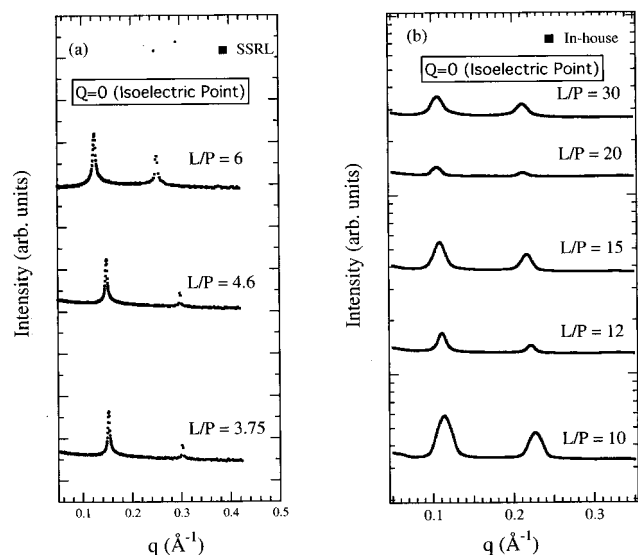 (a)
■ SSRL
Q=0 (Isoelectric Point)
L/P = 6
L/P = 4.6
L/P = 3.75
Intensity (arb. units)
0.1 0.2 0.3 0.4 0.5
q (Å⁻¹)
(b)
■ In-house
Q=0 (Isoelectric Point)
L/P = 30
L/P = 20
L/P = 15
L/P = 12
L/P = 10
Intensity (arb. units)
0.1 0.2 0.3
q (Å⁻¹)